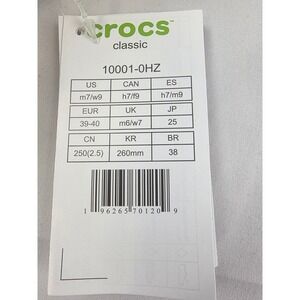 crocs™
classic
10001-0HZ
US CAN ES
m7/w9 h7/f9 h7/m9
EUR UK JP
39-40 m6/w7 25
CN KR BR
250(2.5) 260mm 38
1 96265 70120 9